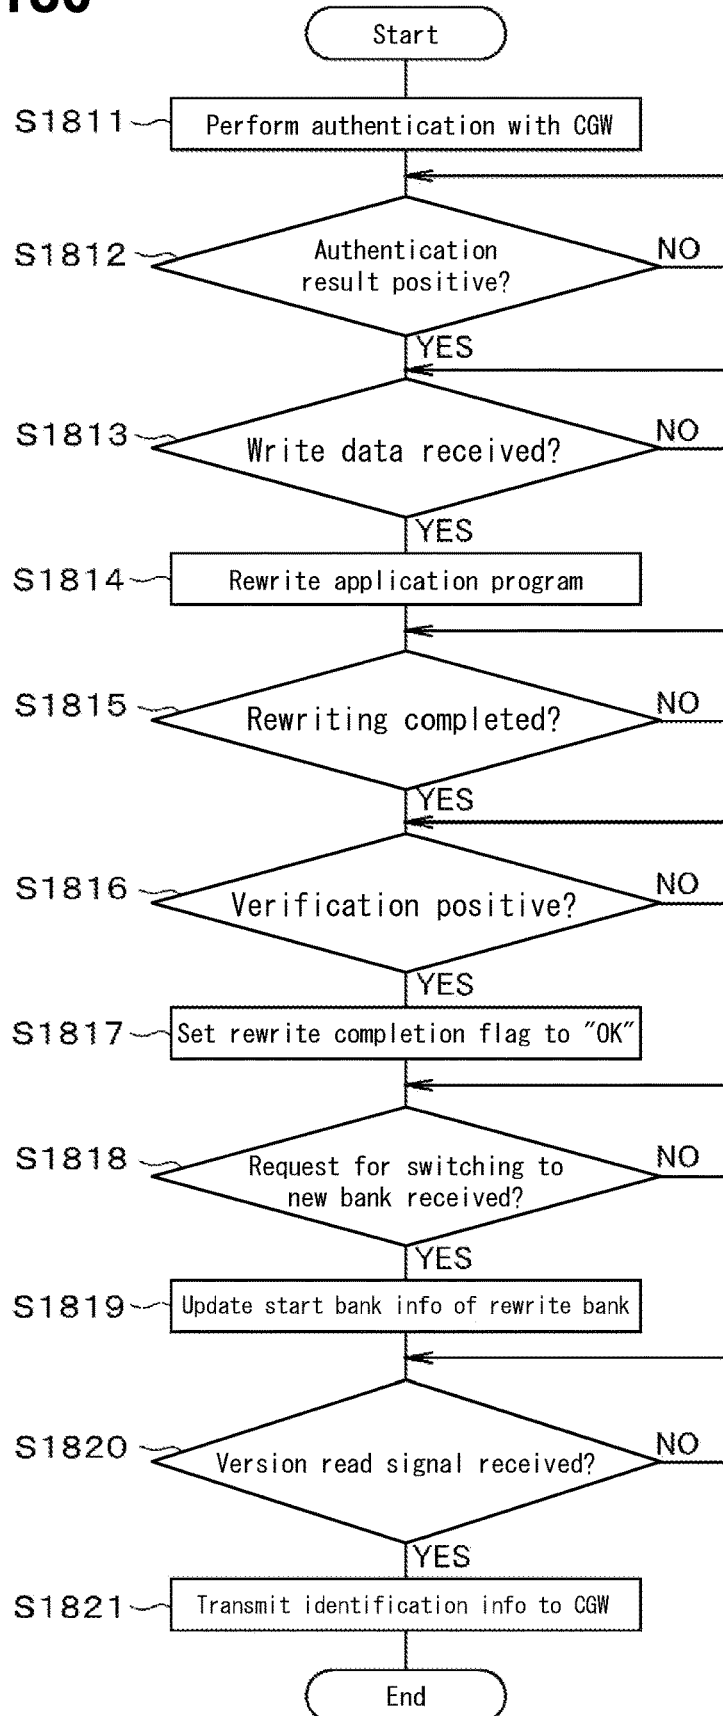 Start
S1811
Perform authentication with CGW
S1812
Authentication
result positive?
NO
YES
S1813
Write data received?
NO
YES
S1814
Rewrite application program
S1815
Rewriting completed?
NO
YES
S1816
Verification positive?
NO
YES
S1817
Set rewrite completion flag to "OK"
S1818
Request for switching to
new bank received?
NO
YES
S1819
Update start bank info of rewrite bank
S1820
Version read signal received?
NO
YES
S1821
Transmit identification info to CGW
End